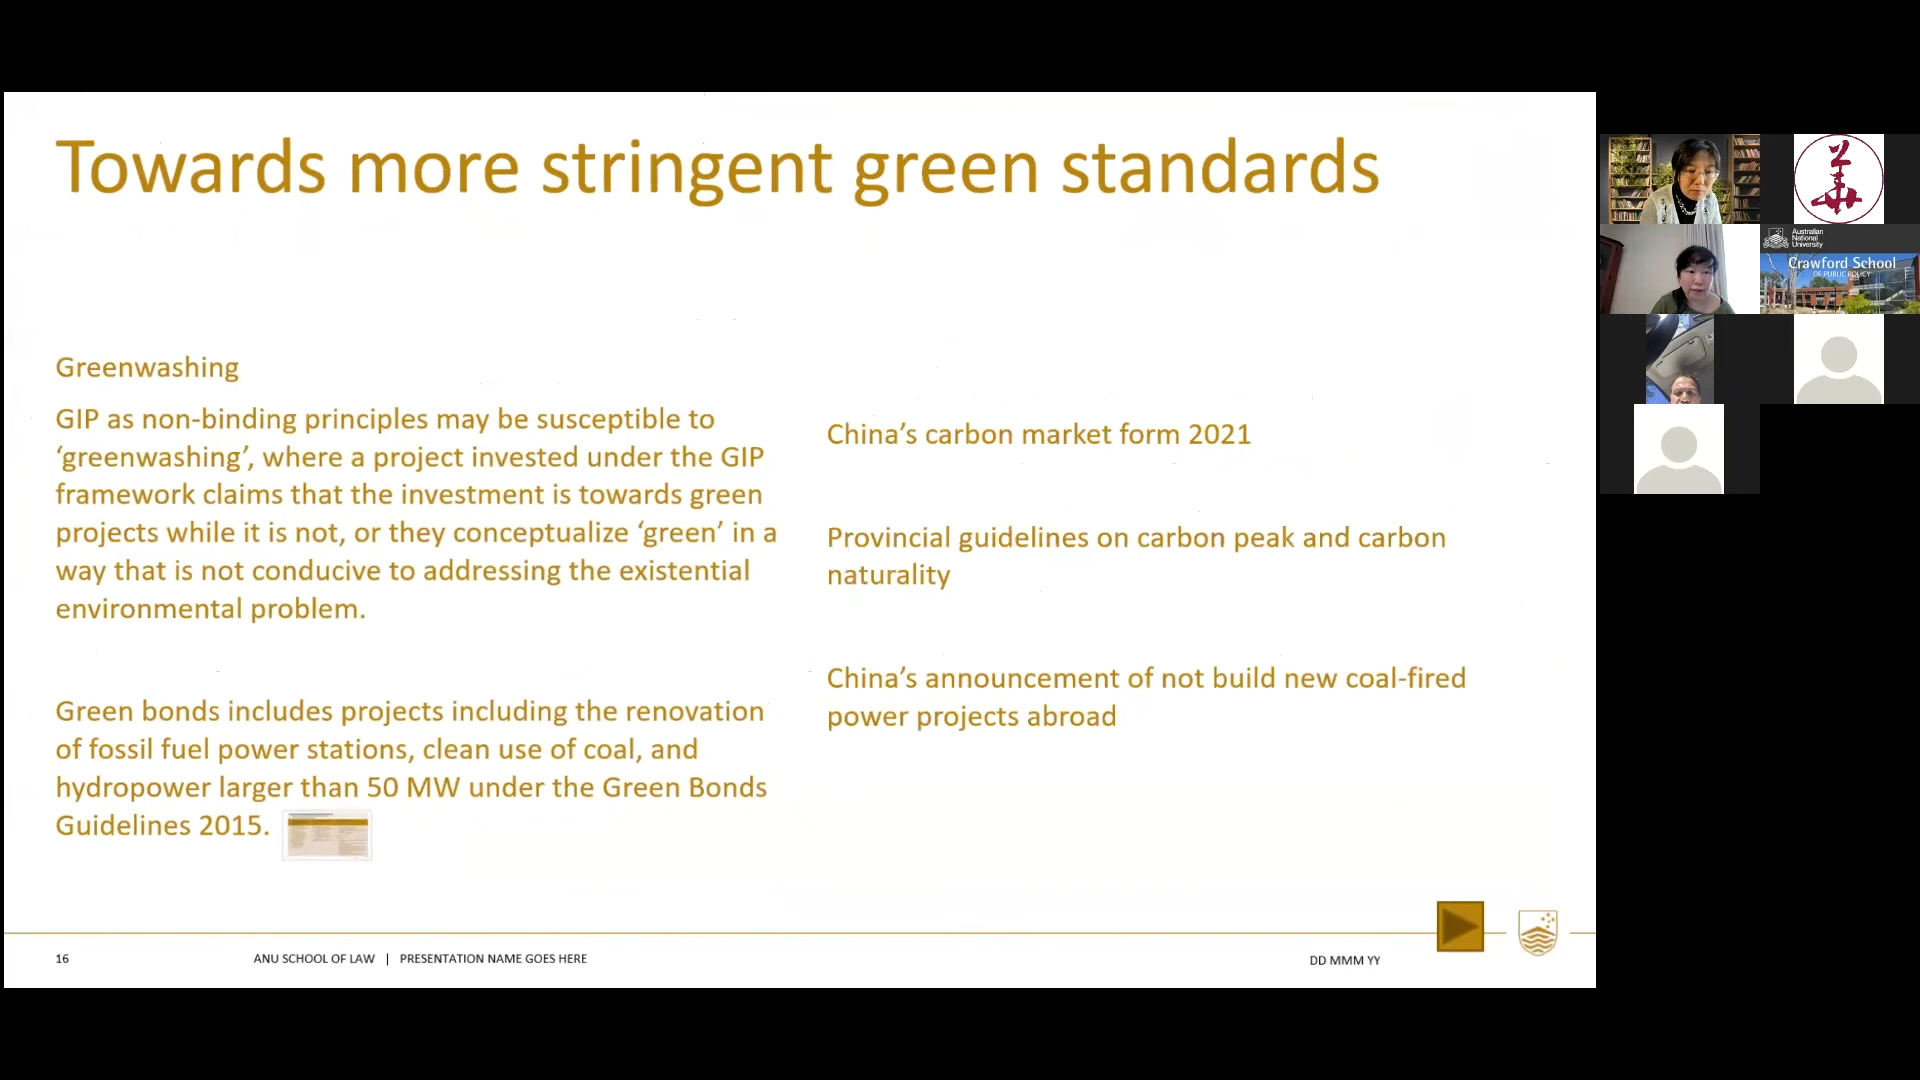 Towards more stringent green standards
Greenwashing
GIP as non-binding principles may be susceptible to
‘greenwashing’, where a project invested under the GIP
framework claims that the investment is towards green
projects while it is not, or they conceptualize ‘green’ in a
way that is not conducive to addressing the existential
environmental problem.
Green bonds includes projects including the renovation
of fossil fuel power stations, clean use of coal, and
hydropower larger than 50 MW under the Green Bonds
Guidelines 2015.
China’s carbon market form 2021
Provincial guidelines on carbon peak and carbon
naturality
China’s announcement of not build new coal-fired
power projects abroad
16
ANU SCHOOL OF LAW | PRESENTATION NAME GOES HERE
DD MMM YY
Australian
National
University
Crawford School
OF PUBLIC POLICY